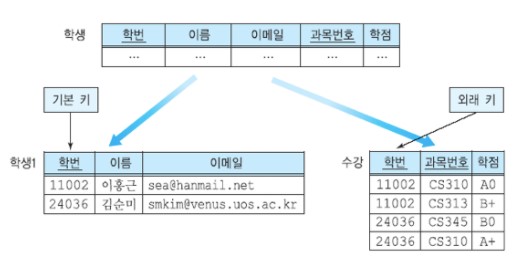 학생 학번 이름 이메일 과목번호 학점
... ... ... ... ...
기본 키
외래 키
학생1 학번 이름 이메일
11002 이홍근 sea@hanmail.net
24036 김순미 smkim@venus.uos.ac.kr
수강 학번 과목번호 학점
11002 CS310 A0
11002 CS313 B+
24036 CS345 B0
24036 CS310 A+